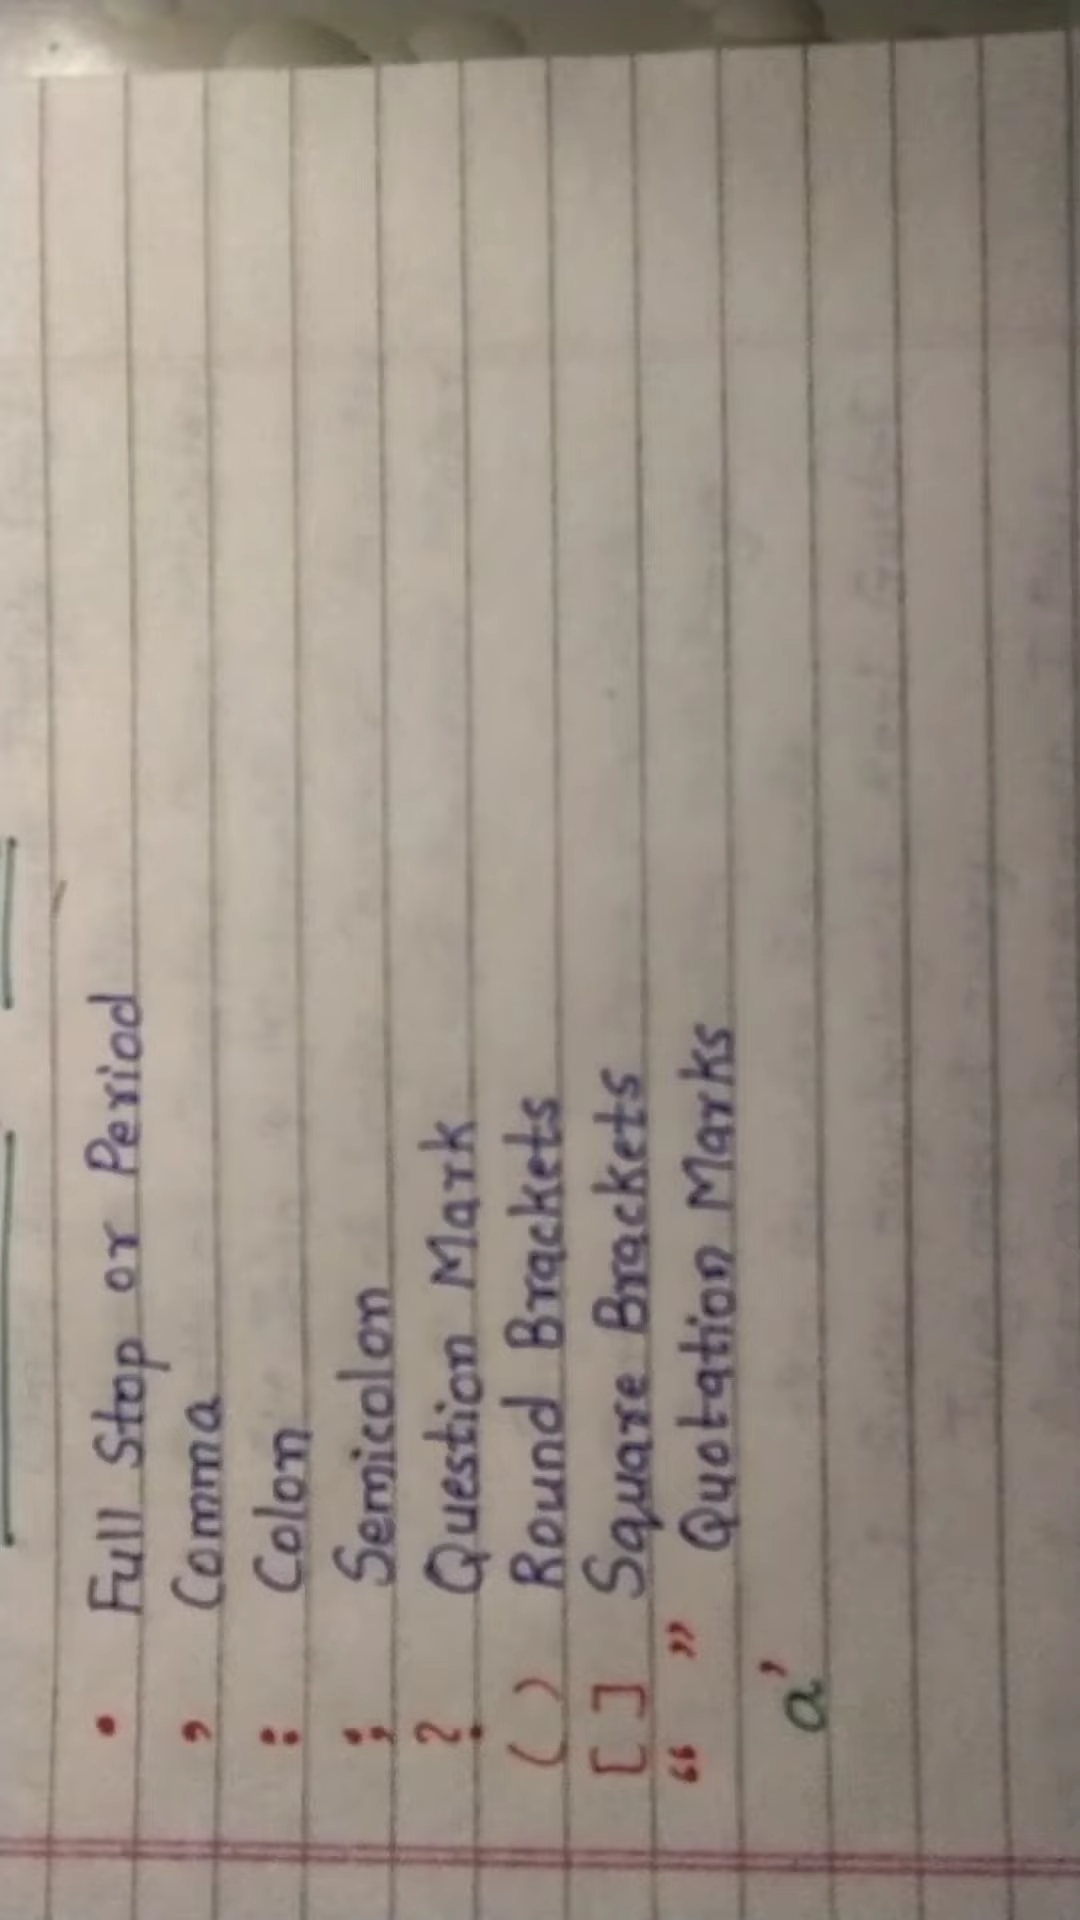 . Full Stop or Period
, Comma
: Colon
; Semicolon
? Question Mark
( ) Round Brackets
[ ] Square Brackets
“ ” Quotation Marks
a’